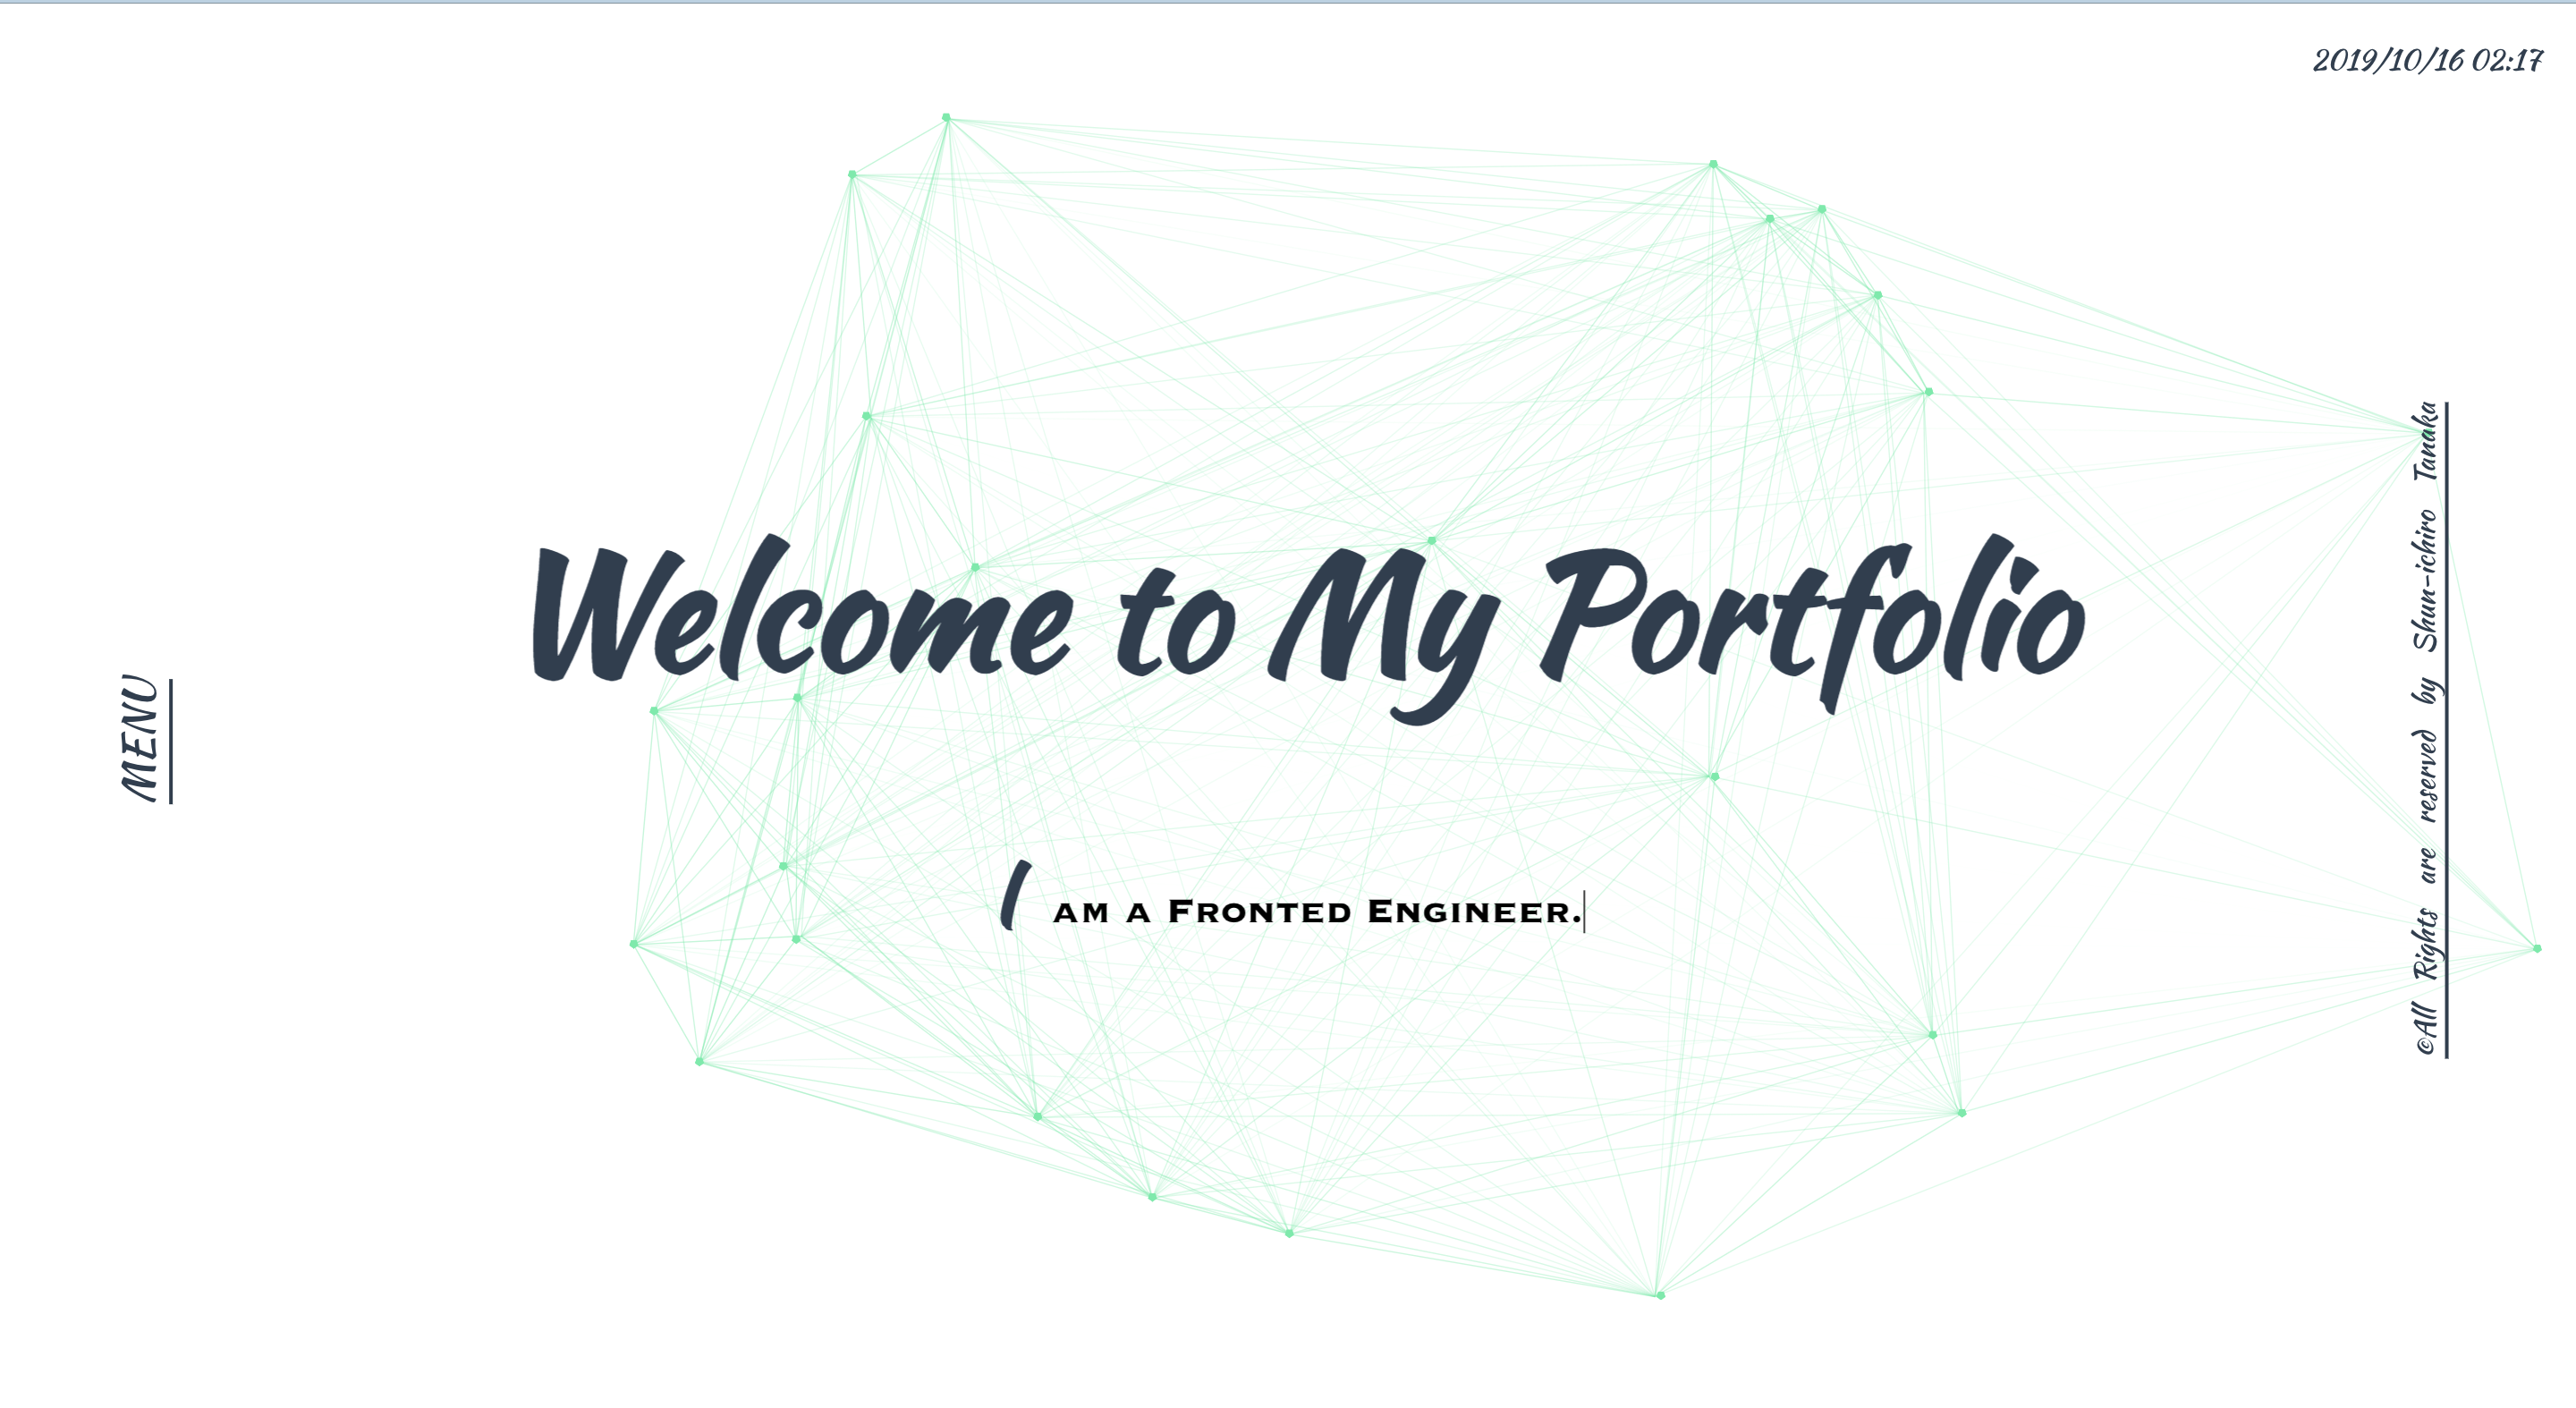 2019/10/16 02:17
Welcome to My Portfolio
MENU
I am a Fronted Engineer.
©All Rights are reserved by Shun-ichiro Tanaka